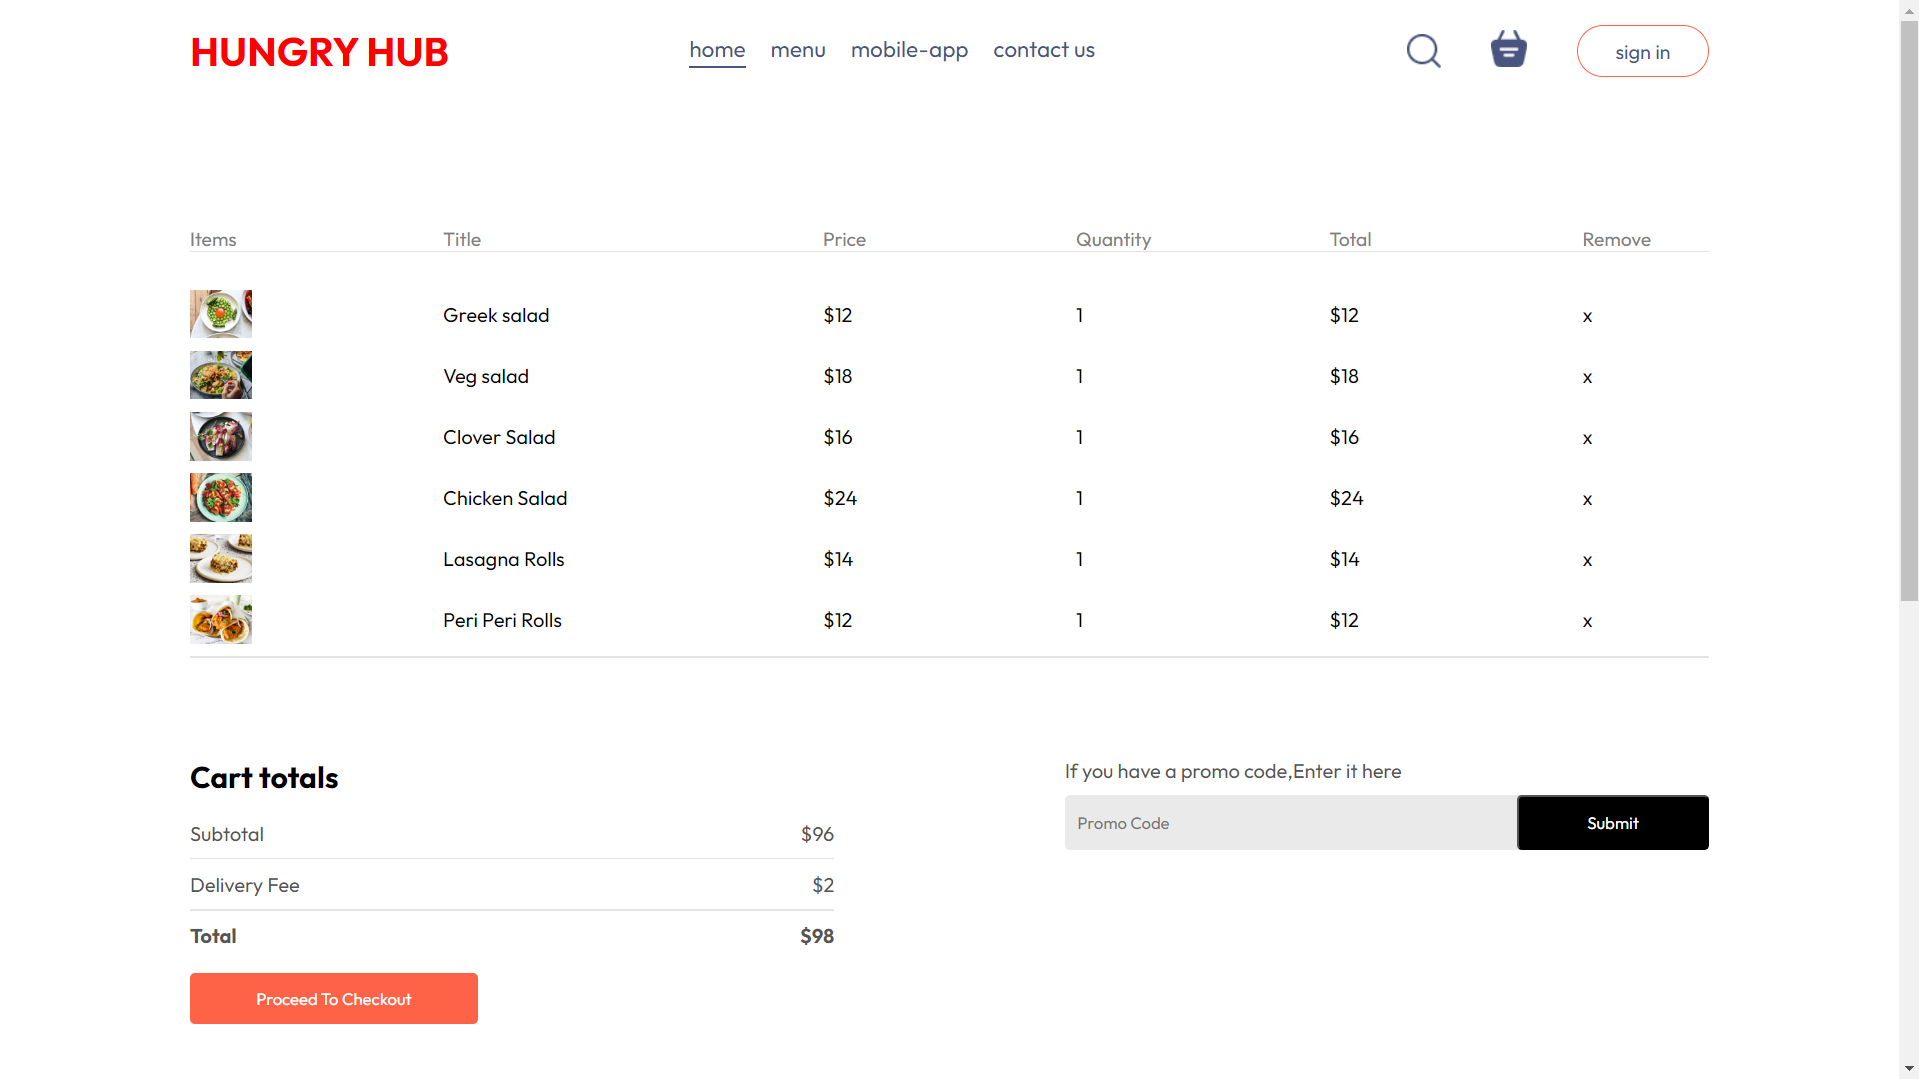 HUNGRY HUB home menu mobile-app contact us sign in
Items Title Price Quantity Total Remove
Greek salad $12 1 $12 x
Veg salad $18 1 $18 x
Clover Salad $16 1 $16 x
Chicken Salad $24 1 $24 x
Lasagna Rolls $14 1 $14 x
Peri Peri Rolls $12 1 $12 x
Cart totals
Subtotal $96
Delivery Fee $2
Total $98
Proceed To Checkout
If you have a promo code,Enter it here
Promo Code Submit